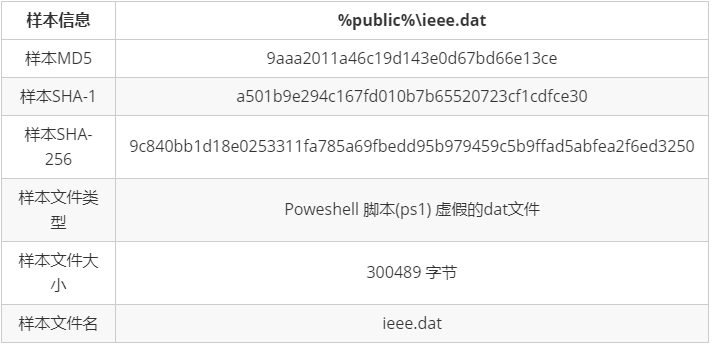 样本信息 %public%\ieee.dat
样本MD5 9aaa2011a46c19d143e0d67bd66e13ce
样本SHA-1 a501b9e294c167fd010b7b65520723cf1cdfce30
样本SHA-
256 9c840bb1d18e0253311fa785a69fbedd95b979459c5b9ffad5abfea2f6ed3250
样本文件类
型 Poweshell 脚本(ps1) 虚假的dat文件
样本文件大
小 300489 字节
样本文件名 ieee.dat